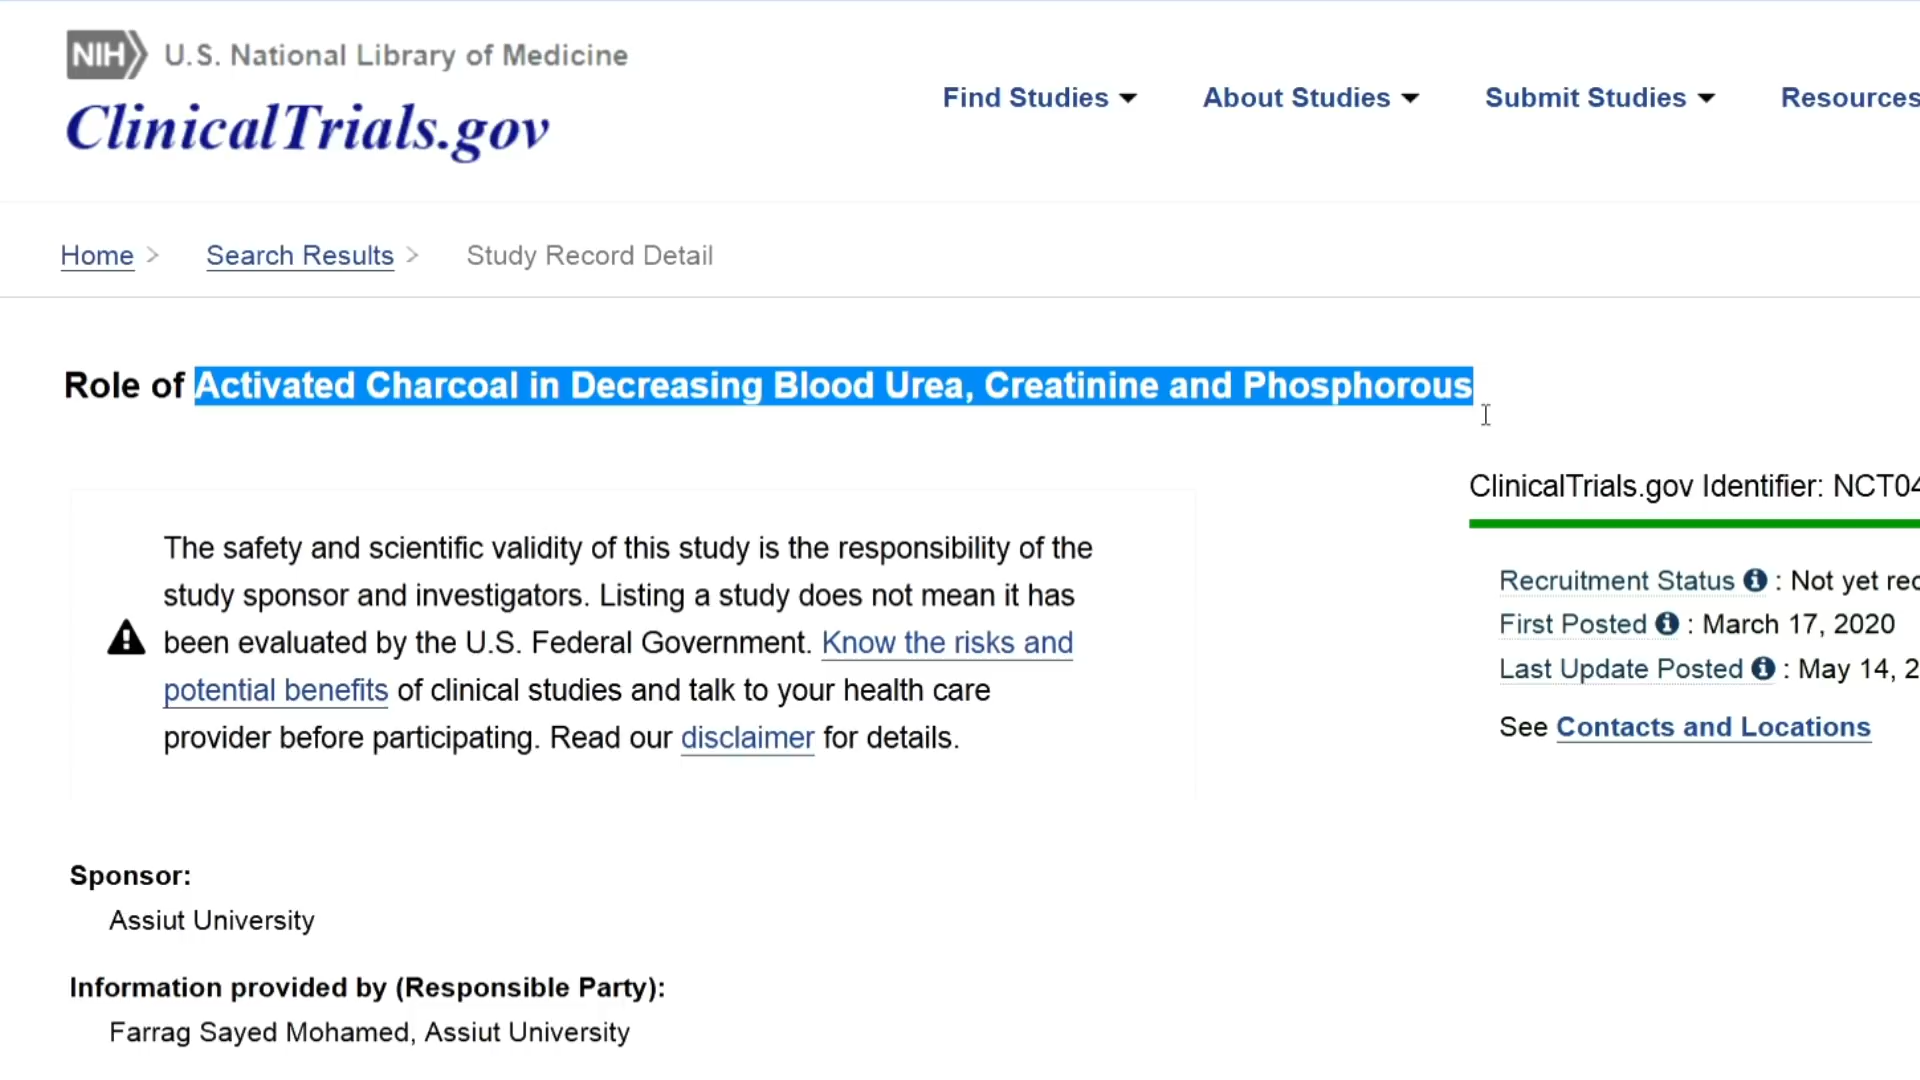 NIH U.S. National Library of Medicine
ClinicalTrials.gov
Find Studies About Studies Submit Studies Resources
Home Search Results Study Record Detail
Role of Activated Charcoal in Decreasing Blood Urea, Creatinine and Phosphorous
The safety and scientific validity of this study is the responsibility of the
study sponsor and investigators. Listing a study does not mean it has
been evaluated by the U.S. Federal Government. Know the risks and
potential benefits of clinical studies and talk to your health care
provider before participating. Read our disclaimer for details.
ClinicalTrials.gov Identifier: NCT04
Recruitment Status : Not yet rec
First Posted : March 17, 2020
Last Update Posted : May 14, 2
See Contacts and Locations
Sponsor:
Assiut University
Information provided by (Responsible Party):
Farrag Sayed Mohamed, Assiut University